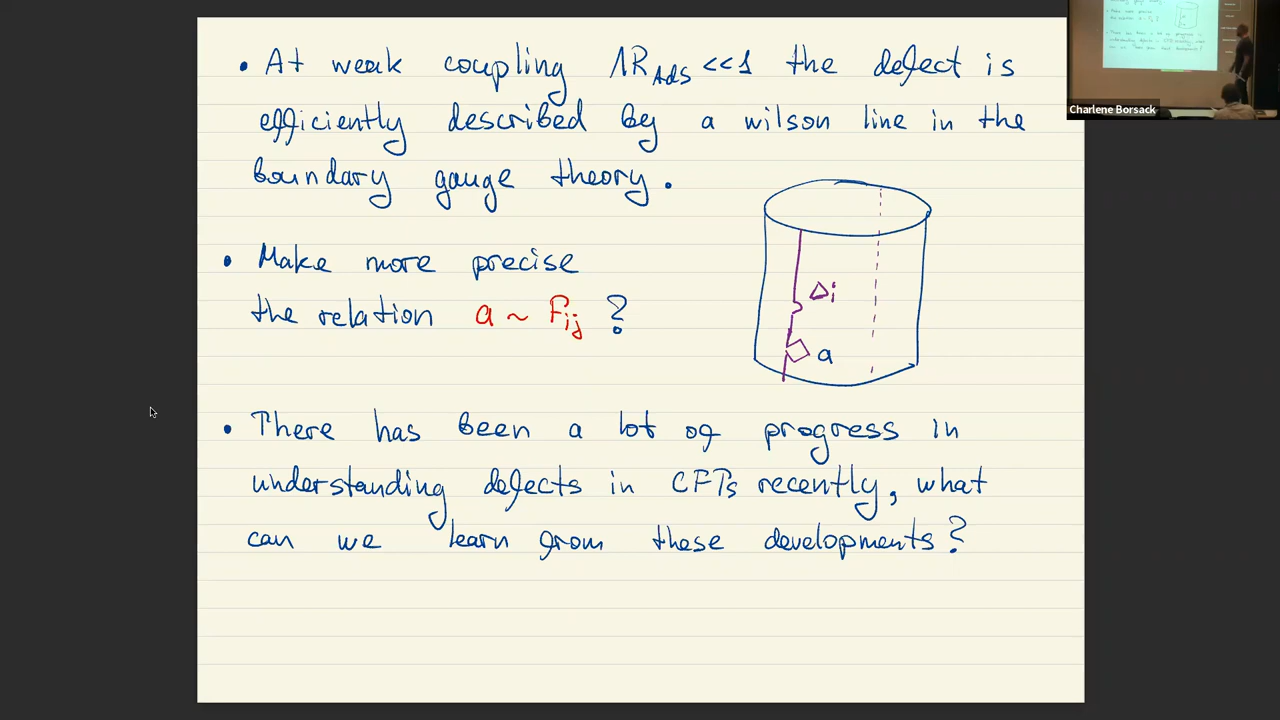 • At weak coupling ΛR_AdS <<1 the defect is
efficiently described by a wilson line in the
boundary gauge theory.
• Make more precise
the relation a ~ F_ij ?
Δi
a
• There has been a lot of progress in
understanding defects in CFTs recently, what
can we learn from these developments?
Charlene Borsack